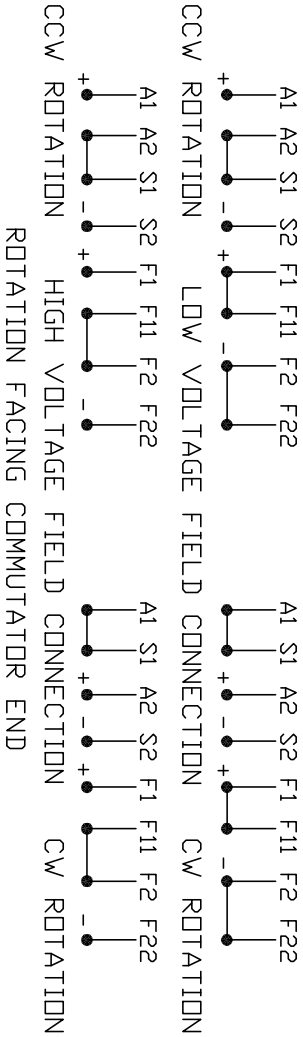 A1 A2 S1 S2 F1 F11 F2 F22 A1 S1 A2 S2 F1 F11 F2 F22
+ - + - + - + -
CCW ROTATION LOW VOLTAGE FIELD CONNECTION CW ROTATION
A1 A2 S1 S2 F1 F11 F2 F22 A1 S1 A2 S2 F1 F11 F2 F22
+ - + - + - + -
CCW ROTATION HIGH VOLTAGE FIELD CONNECTION CW ROTATION
ROTATION FACING COMMUTATOR END